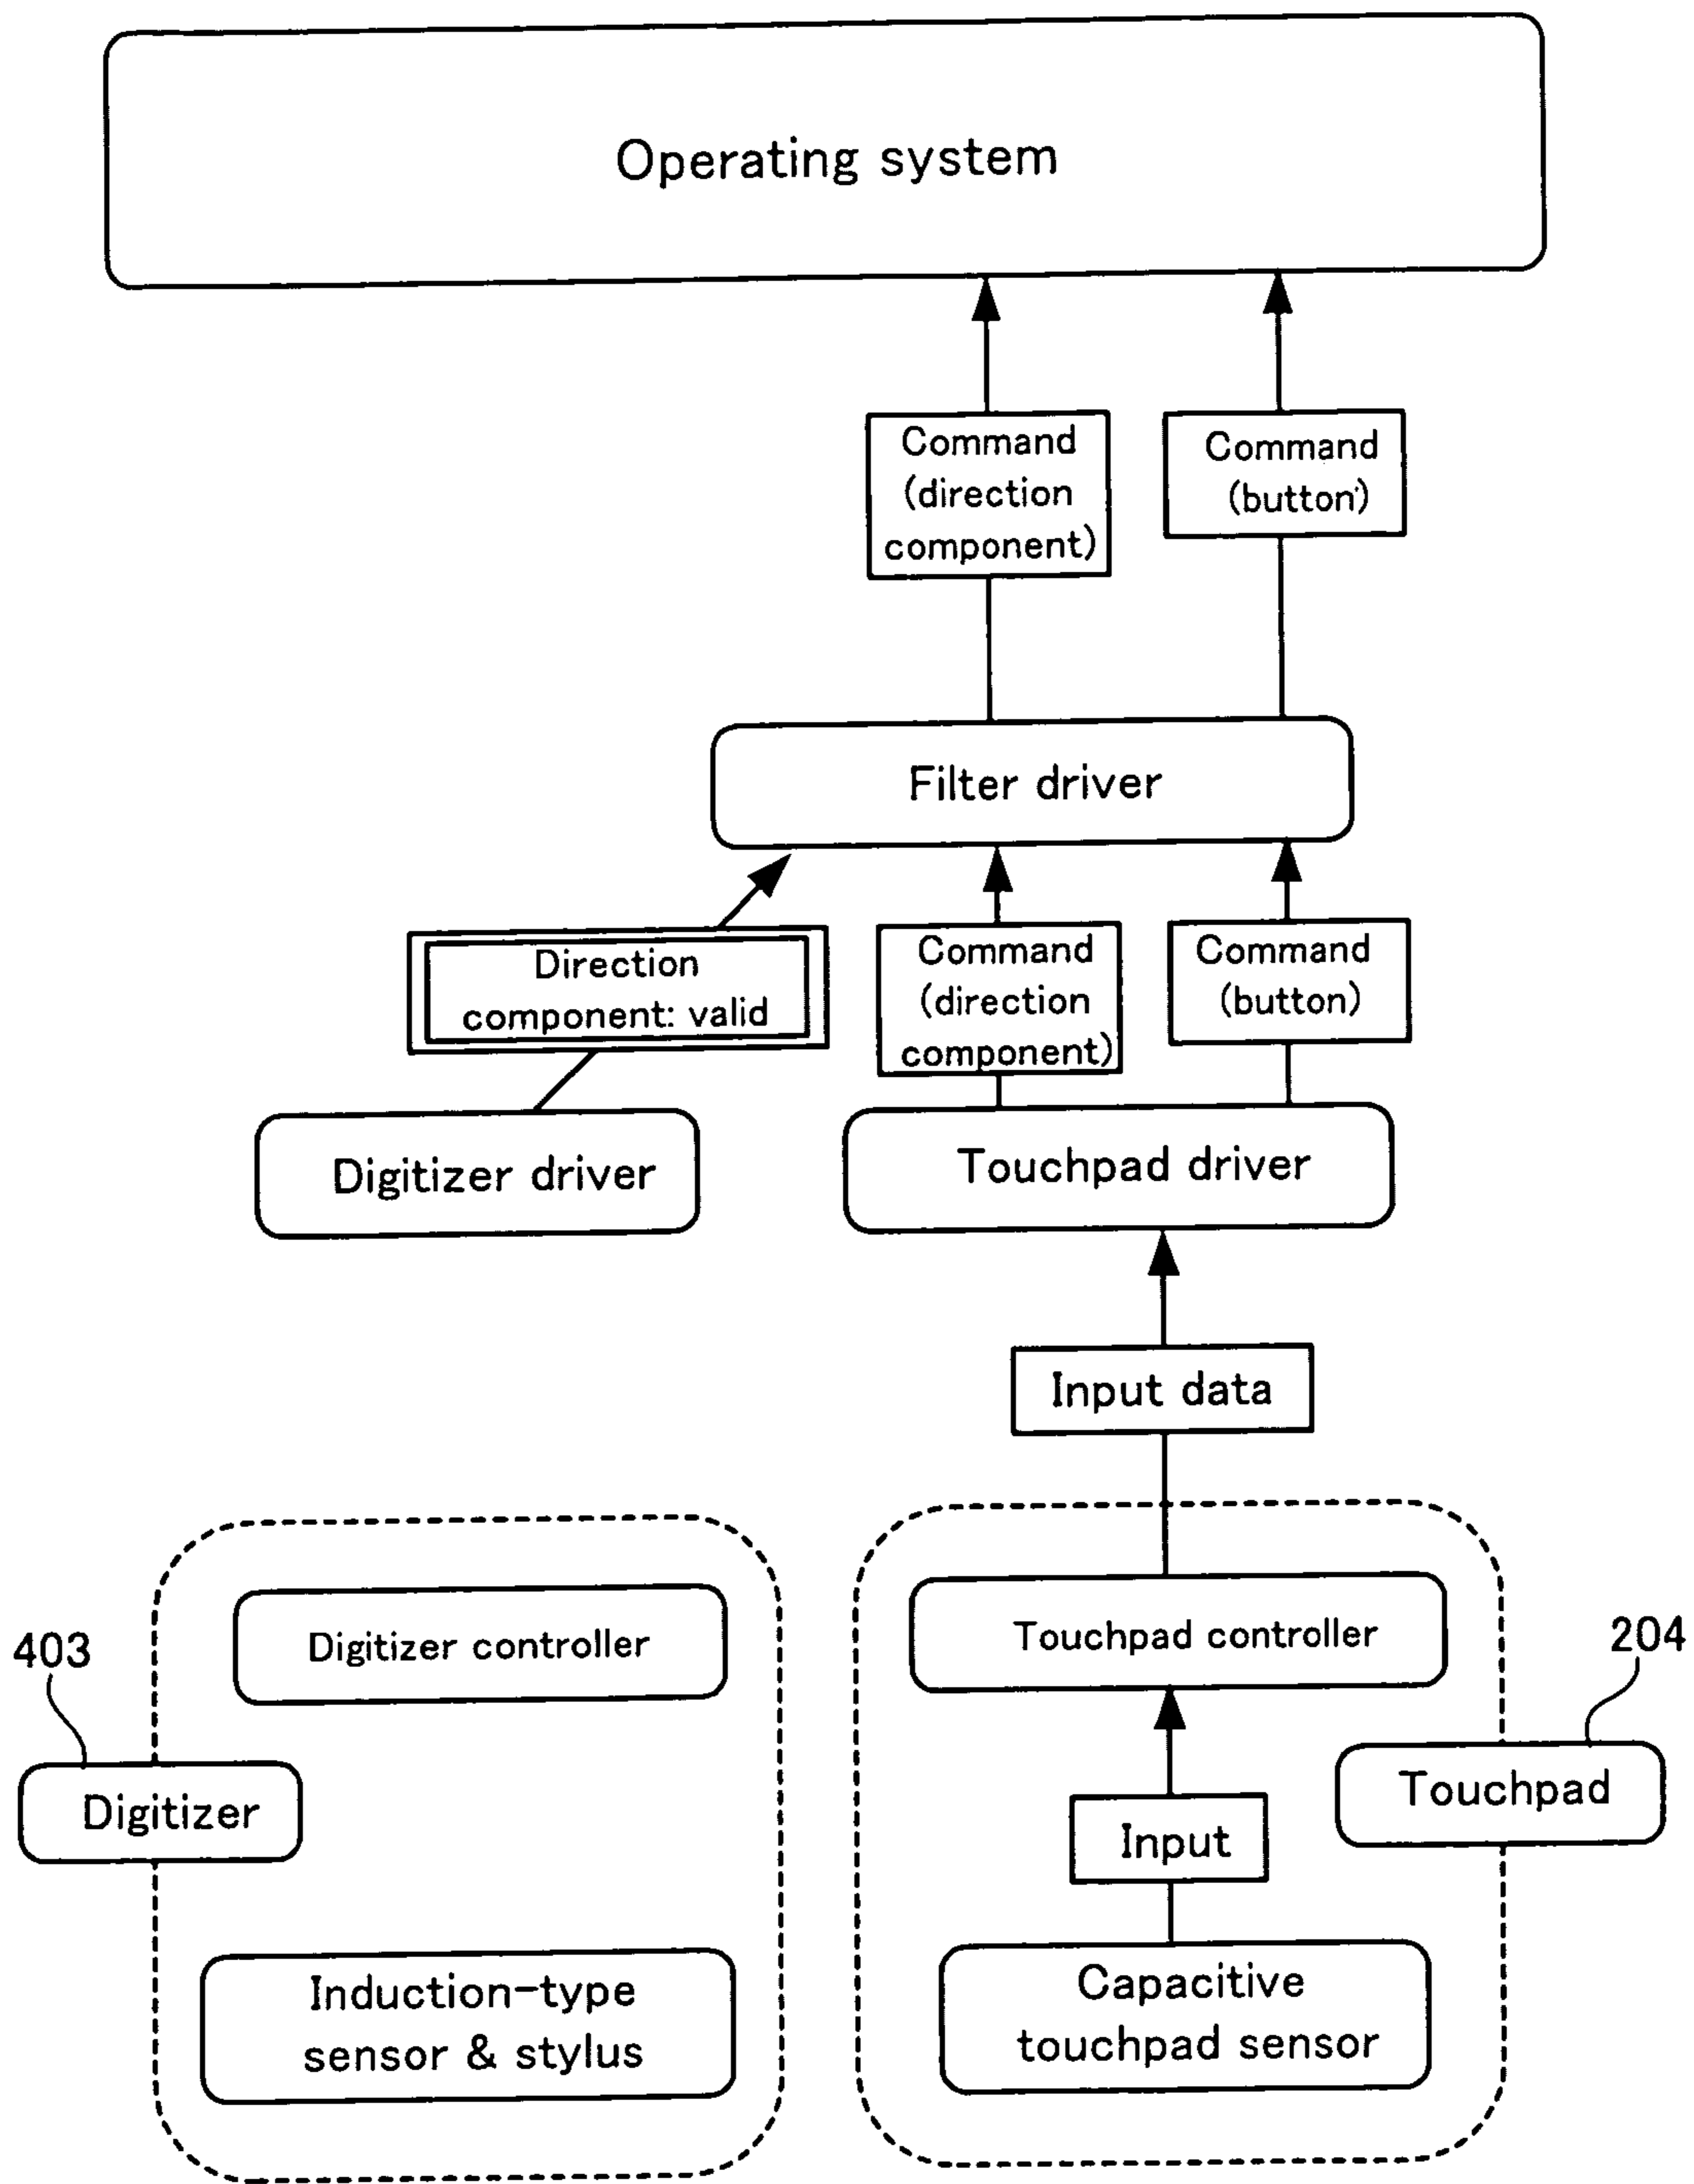 Operating system
Command
(direction
component)
Command
(button)
Filter driver
Direction
component: valid
Command
(direction
component)
Command
(button)
Digitizer driver
Touchpad driver
Input data
403
Digitizer controller
Touchpad controller
204
Digitizer
Touchpad
Input
Induction-type
sensor & stylus
Capacitive
touchpad sensor